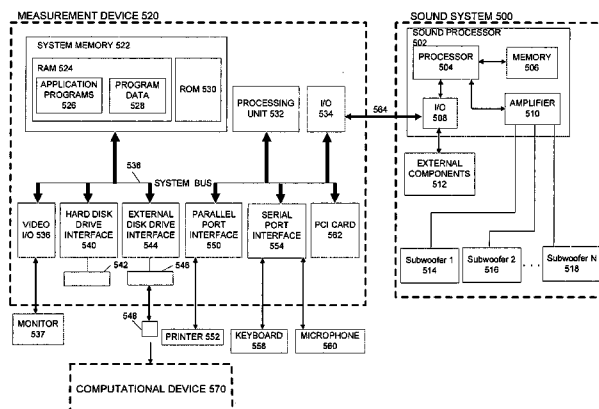 MEASUREMENT DEVICE 520
SYSTEM MEMORY 522
RAM 524
APPLICATION
PROGRAMS
526
PROGRAM
DATA
528
ROM 530
PROCESSING
UNIT 532
I/O
534
564
536
SYSTEM BUS
VIDEO
I/O 536
HARD DISK
DRIVE
INTERFACE
540
EXTERNAL
DISK DRIVE
INTERFACE
544
PARALLEL
PORT
INTERFACE
550
SERIAL
PORT
INTERFACE
554
PCI CARD
562
542
546
548
MONITOR
537
PRINTER 552
KEYBOARD
558
MICROPHONE
560
COMPUTATIONAL DEVICE 570
SOUND SYSTEM 500
SOUND PROCESSOR
502
PROCESSOR
504
MEMORY
506
I/O
508
AMPLIFIER
510
EXTERNAL
COMPONENTS
512
Subwoofer 1
514
Subwoofer 2
516
Subwoofer N
518